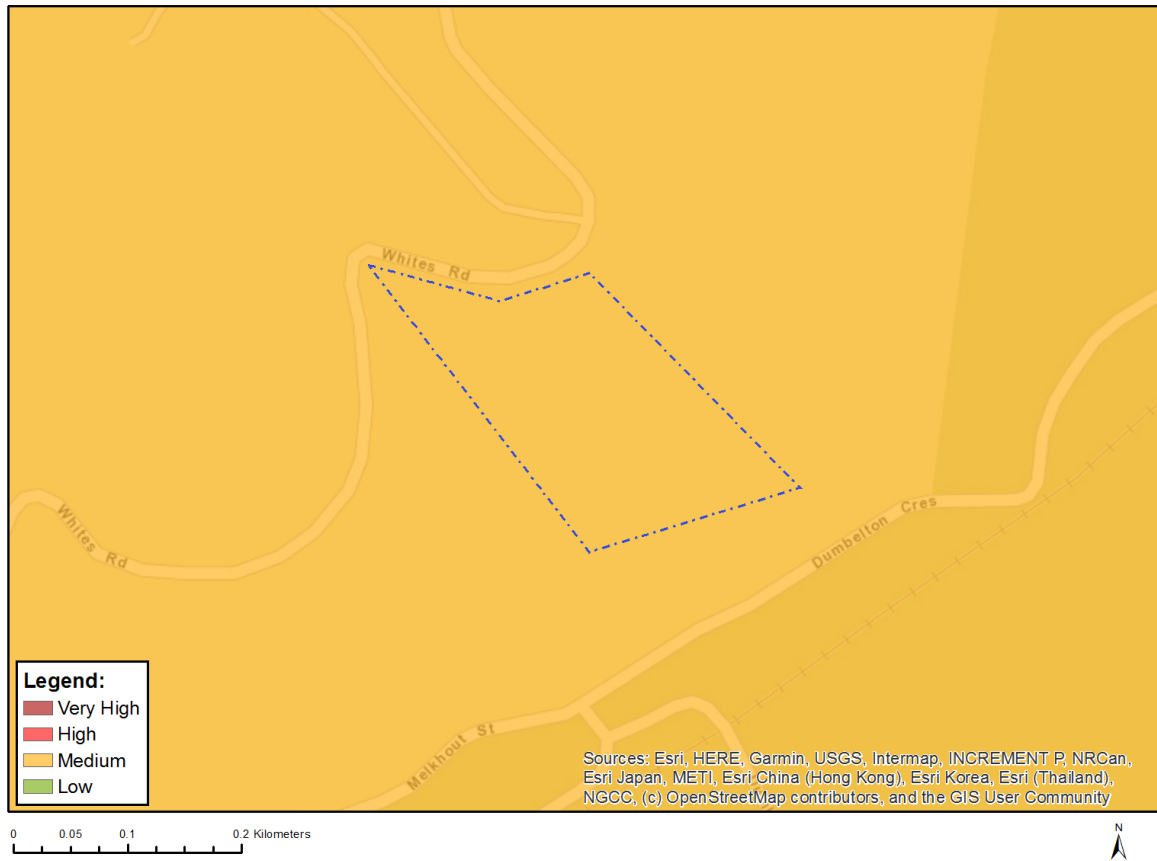 Whites Rd
Whites Rd
Dumbelton Cres
Melkhout St
Legend:
Very High
High
Medium
Low
Sources: Esri, HERE, Garmin, USGS, Intermap, INCREMENT P, NRCan,
Esri Japan, METI, Esri China (Hong Kong), Esri Korea, Esri (Thailand),
NGCC, (c) OpenStreetMap contributors, and the GIS User Community
0 0.05 0.1 0.2 Kilometers
N